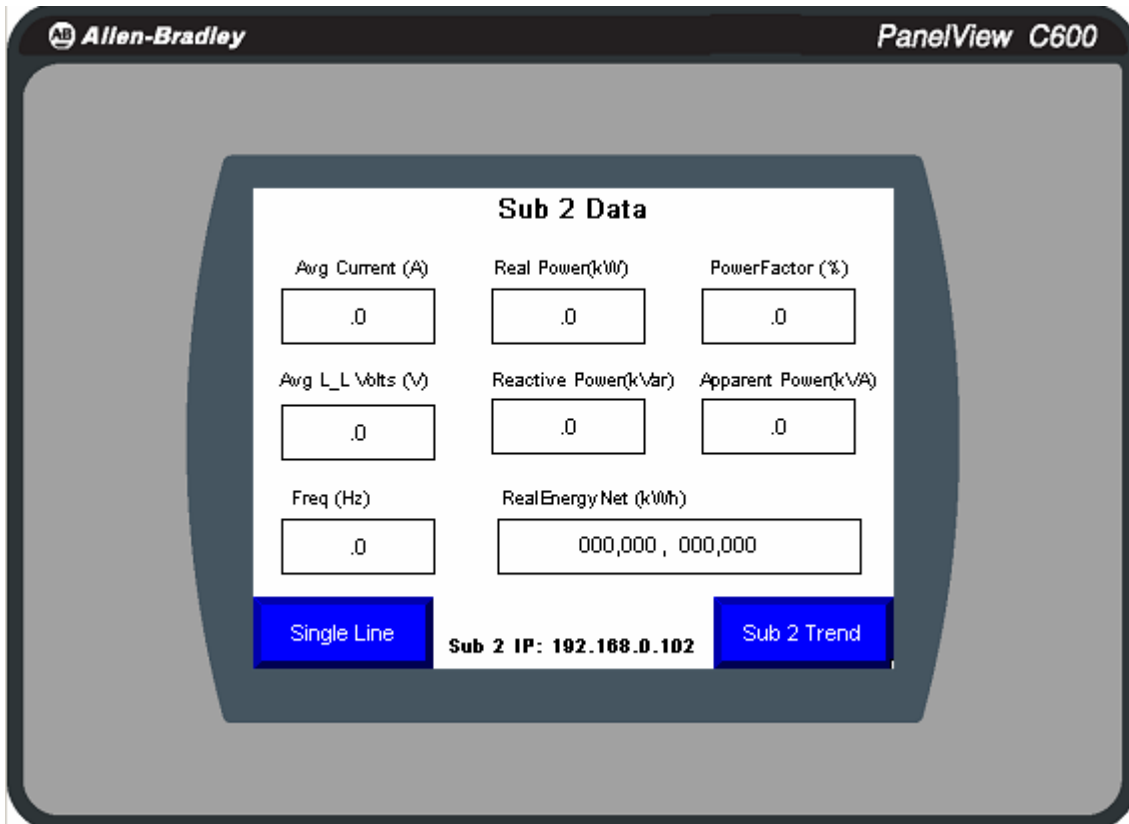 AB Allen-Bradley PanelView C600
Sub 2 Data
Avg Current (A) Real Power(kW) PowerFactor (%)
.0 .0 .0
Avg L_L Volts (V) Reactive Power(kVar) Apparent Power(kVA)
.0 .0 .0
Freq (Hz) RealEnergyNet (kWh)
.0 000,000 , 000,000
Single Line Sub 2 IP: 192.168.0.102 Sub 2 Trend